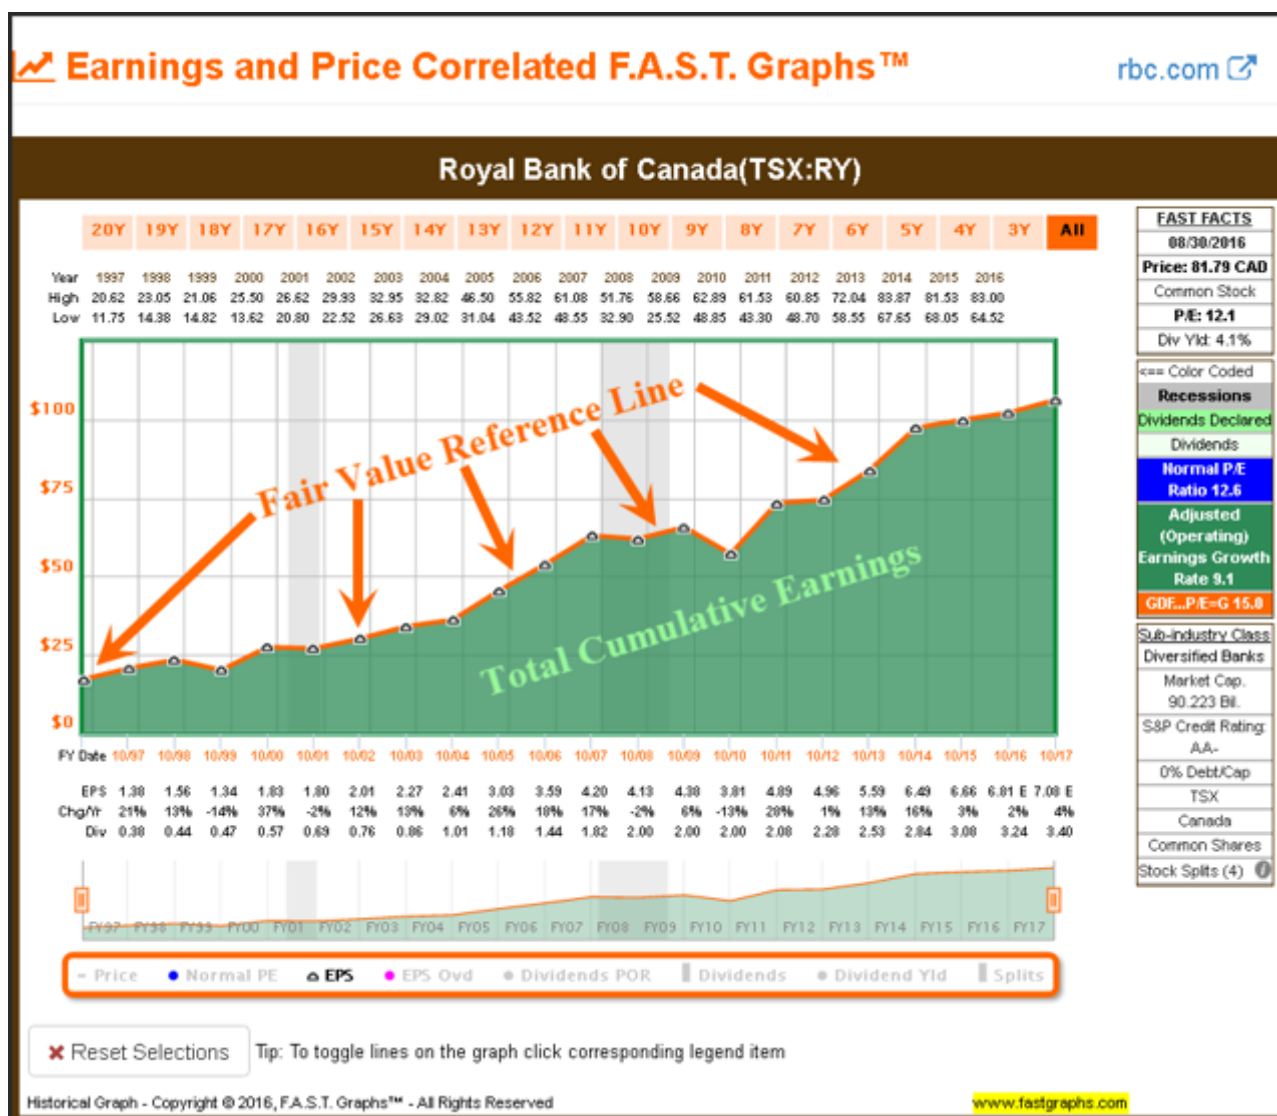 Earnings and Price Correlated F.A.S.T. Graphs™
rbc.com
Royal Bank of Canada(TSX:RY)
20Y 19Y 18Y 17Y 16Y 15Y 14Y 13Y 12Y 11Y 10Y 9Y 8Y 7Y 6Y 5Y 4Y 3Y All
Year 1997 1998 1999 2000 2001 2002 2003 2004 2005 2006 2007 2008 2009 2010 2011 2012 2013 2014 2015 2016
High 20.62 23.05 21.06 25.50 26.62 29.93 32.95 32.82 46.50 55.82 61.08 51.76 58.66 62.89 61.53 60.85 72.04 83.87 81.53 83.00
Low 11.75 14.38 14.82 13.62 20.80 22.52 26.63 29.02 31.04 43.52 48.55 32.90 25.52 48.85 43.30 48.70 58.55 67.65 68.05 64.52
$100
$75
$50
$25
$0
Fair Value Reference Line
Total Cumulative Earnings
FY Date 10/97 10/98 10/99 10/00 10/01 10/02 10/03 10/04 10/05 10/06 10/07 10/08 10/09 10/10 10/11 10/12 10/13 10/14 10/15 10/16 10/17
EPS 1.38 1.56 1.34 1.83 1.80 2.01 2.27 2.41 3.03 3.59 4.20 4.13 4.38 3.81 4.89 4.96 5.59 6.49 6.66 6.81 E 7.08 E
Chg/Yr 21% 13% -14% 37% -2% 12% 13% 6% 26% 18% 17% -2% 6% -13% 28% 1% 13% 16% 3% 2% 4%
Div 0.38 0.44 0.47 0.57 0.69 0.76 0.86 1.01 1.18 1.44 1.82 2.00 2.00 2.00 2.08 2.28 2.53 2.84 3.08 3.24 3.40
FY97 FY98 FY99 FY00 FY01 FY02 FY03 FY04 FY05 FY06 FY07 FY08 FY09 FY10 FY11 FY12 FY13 FY14 FY15 FY16 FY17
Price Normal PE EPS EPS Ovd Dividends POR Dividends Dividend Yld Splits
Reset Selections
Tip: To toggle lines on the graph click corresponding legend item
Historical Graph - Copyright © 2016, F.A.S.T. Graphs™ - All Rights Reserved
www.fastgraphs.com
FAST FACTS
08/30/2016
Price: 81.79 CAD
Common Stock
P/E: 12.1
Div Yld: 4.1%
<== Color Coded
Recessions
Dividends Declared
Dividends
Normal P/E
Ratio 12.6
Adjusted
(Operating)
Earnings Growth
Rate 9.1
GDF...P/E=G 15.0
Sub-industry Class
Diversified Banks
Market Cap.
90.223 Bil.
S&P Credit Rating:
AA-
0% Debt/Cap
TSX
Canada
Common Shares
Stock Splits (4)